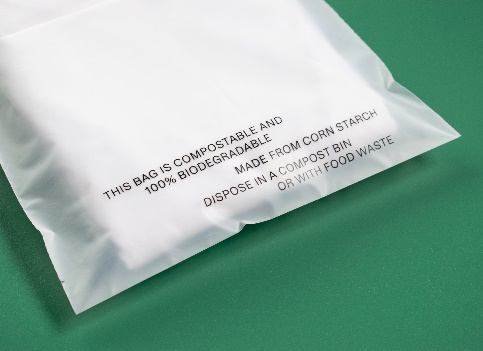 THIS BAG IS COMPOSTABLE AND
100% BIODEGRADABLE
MADE FROM CORN STARCH
DISPOSE IN A COMPOST BIN
OR WITH FOOD WASTE